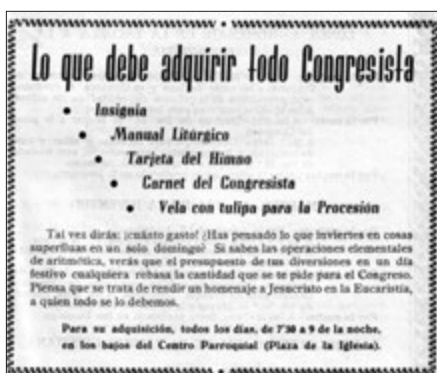 Lo que debe adquirir todo Congresista
• Insignia
• Manual Litúrgico
• Tarjeta del Himno
• Carnet del Congresista
• Vela con tulipa para la Procesión
Tal vez dirás: ¡cuánto gasto! ¿Has pensado lo que inviertes en cosas
superfluas en un solo domingo? Si sabes las operaciones elementales
de aritmética, verás que el presupuesto de tus diversiones en un día
festivo cualquiera rebasa la cantidad que se te pide para el Congreso.
Piensa que se trata de rendir un homenaje a Jesucristo en la Eucaristía,
a quien todo se lo debemos.
Para su adquisición, todos los días, de 7'30 a 9 de la noche,
en los bajos del Centro Parroquial (Plaza de la Iglesia).